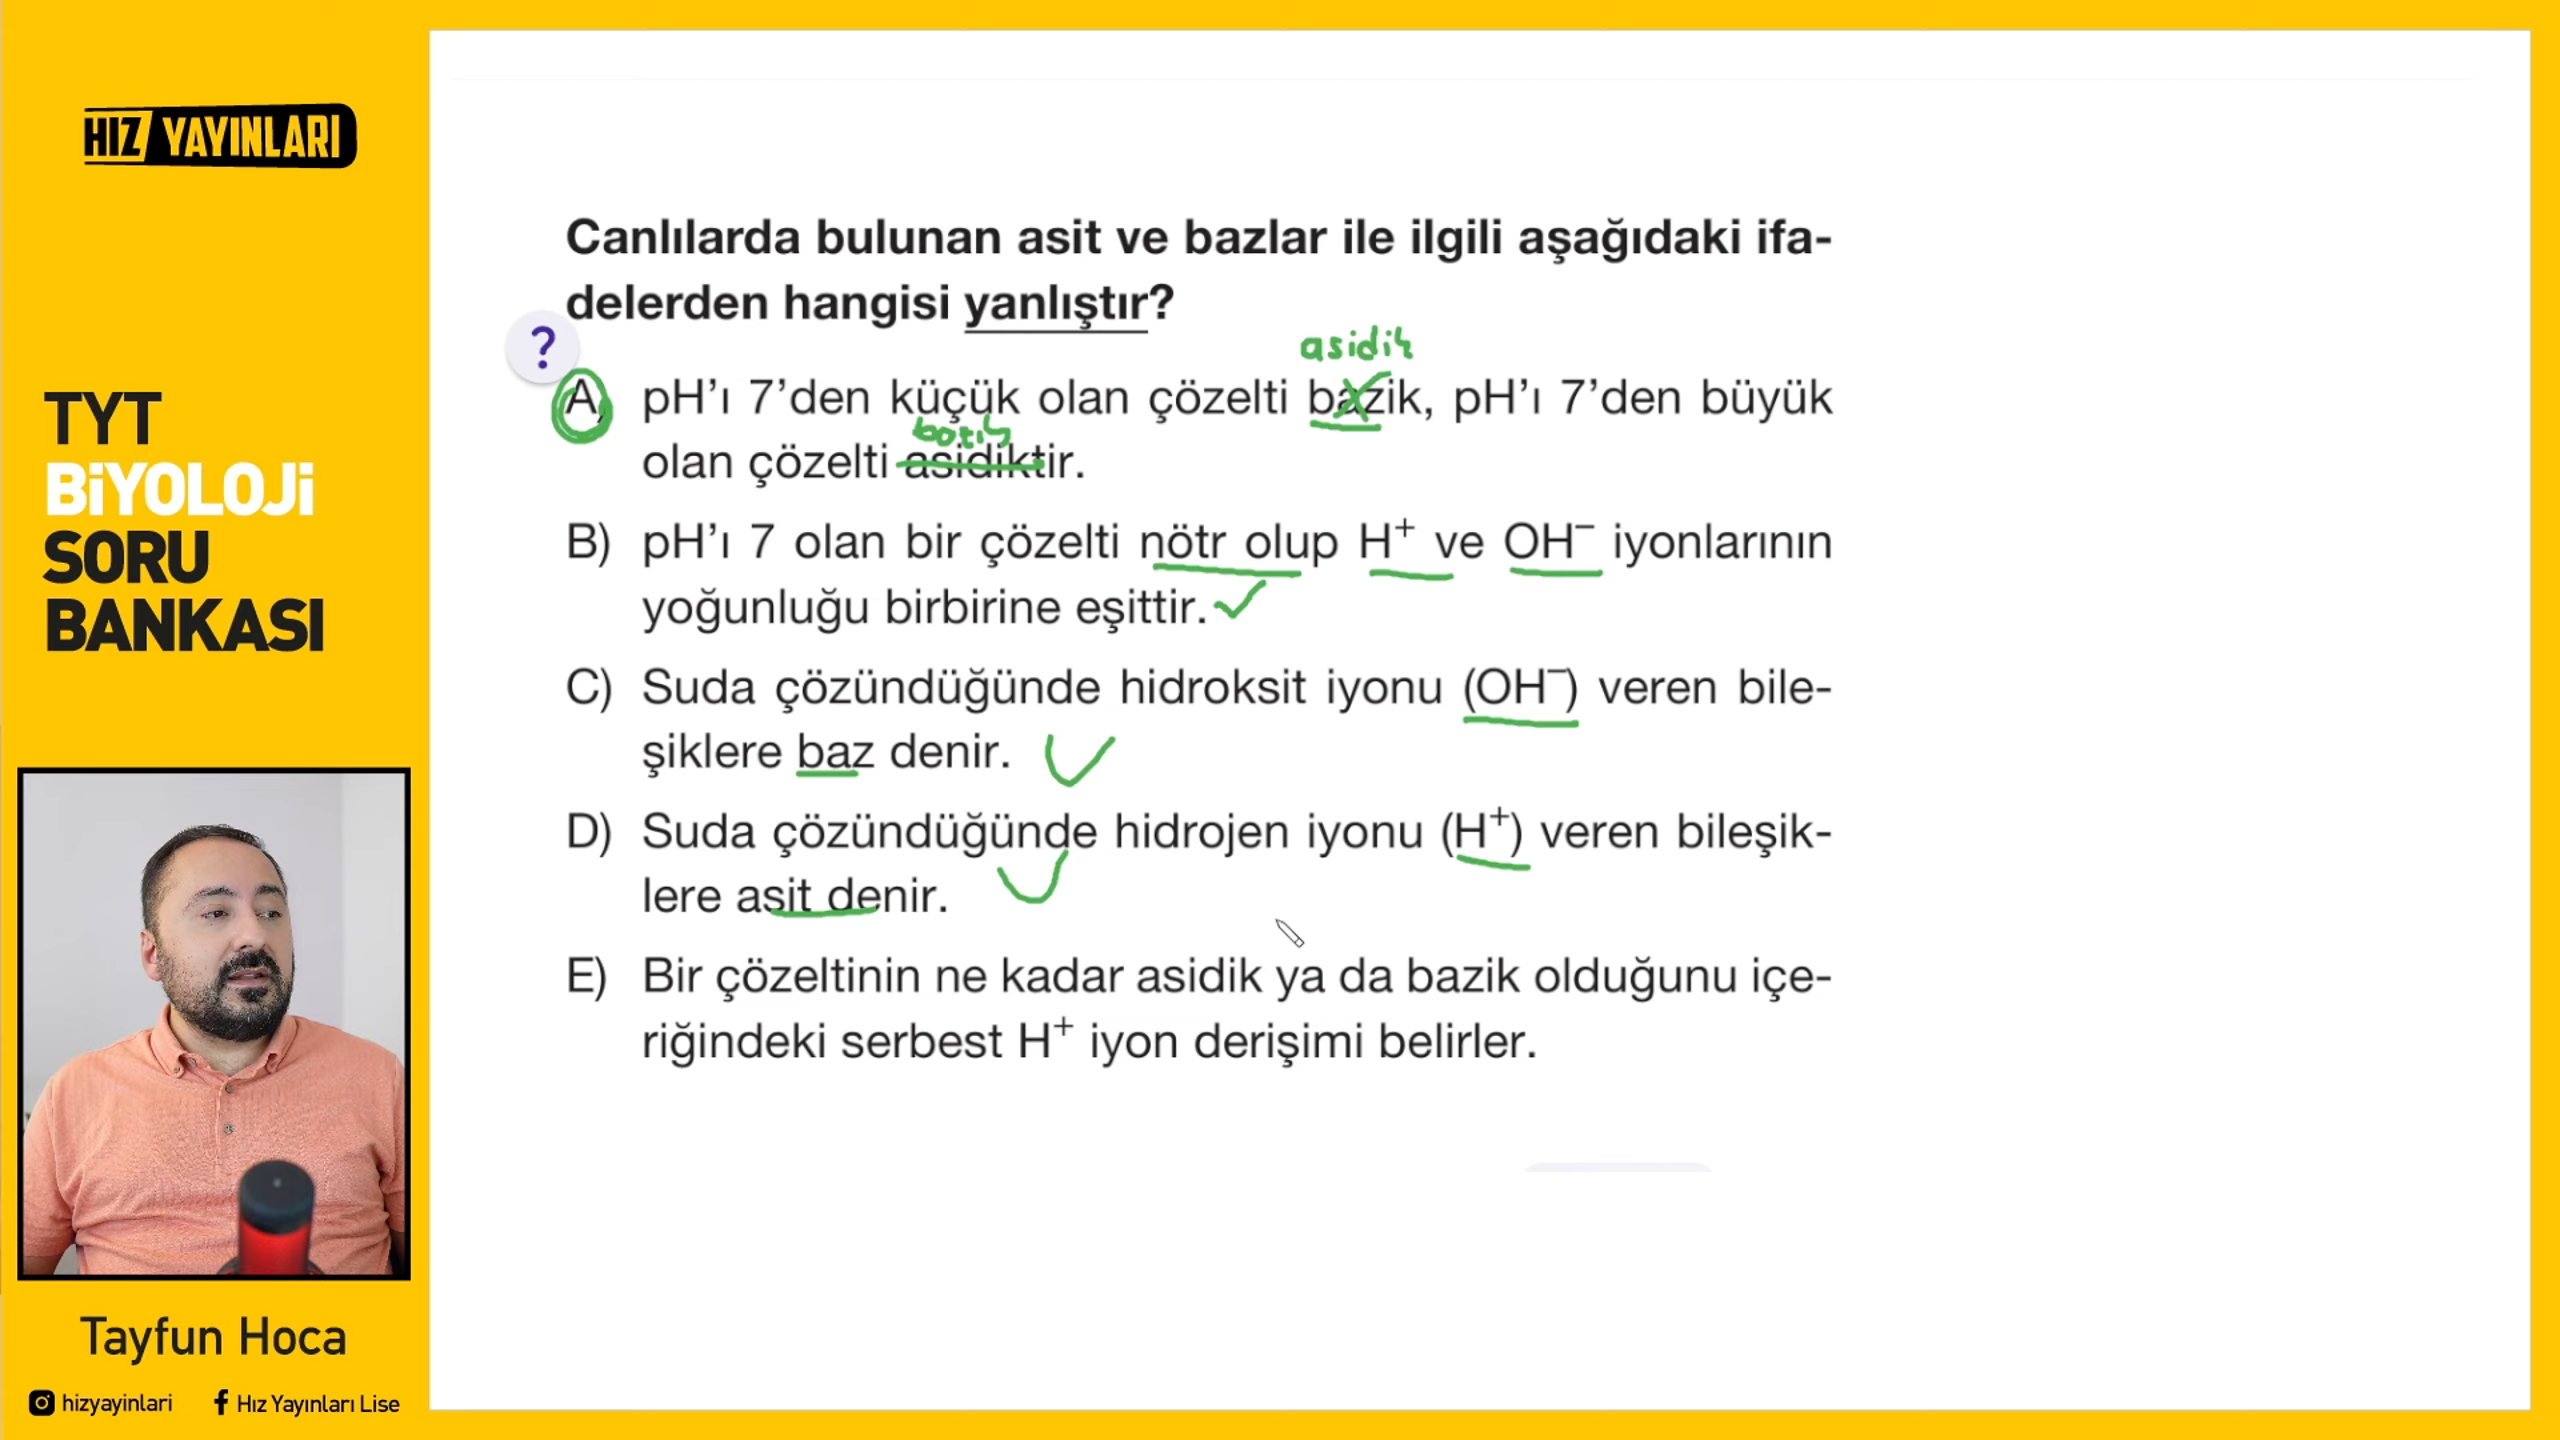 HIZ YAYINLARI
TYT
BİYOLOJİ
SORU
BANKASI
Tayfun Hoca
hizyayinlari
Hız Yayınları Lise
Canlılarda bulunan asit ve bazlar ile ilgili aşağıdaki ifa-
delerden hangisi yanlıştır?
?
asidik
A) pH’ı 7’den küçük olan çözelti bazik, pH’ı 7’den büyük
bazik
olan çözelti asidiktir.
B) pH’ı 7 olan bir çözelti nötr olup H⁺ ve OH⁻ iyonlarının
yoğunluğu birbirine eşittir.
C) Suda çözündüğünde hidroksit iyonu (OH⁻) veren bile-
şiklere baz denir.
D) Suda çözündüğünde hidrojen iyonu (H⁺) veren bileşik-
lere asit denir.
E) Bir çözeltinin ne kadar asidik ya da bazik olduğunu içe-
riğindeki serbest H⁺ iyon derişimi belirler.